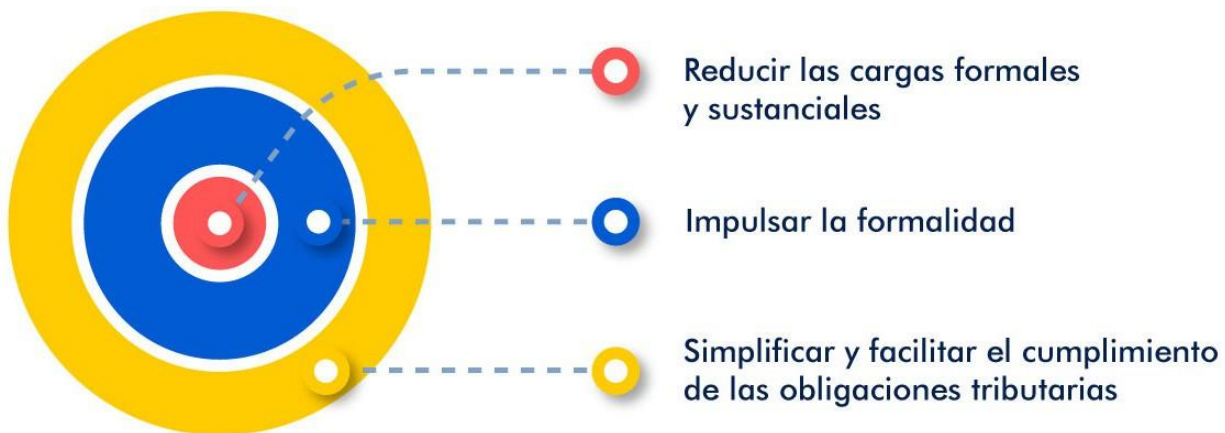 Reducir las cargas formales
y sustanciales
Impulsar la formalidad
Simplificar y facilitar el cumplimiento
de las obligaciones tributarias